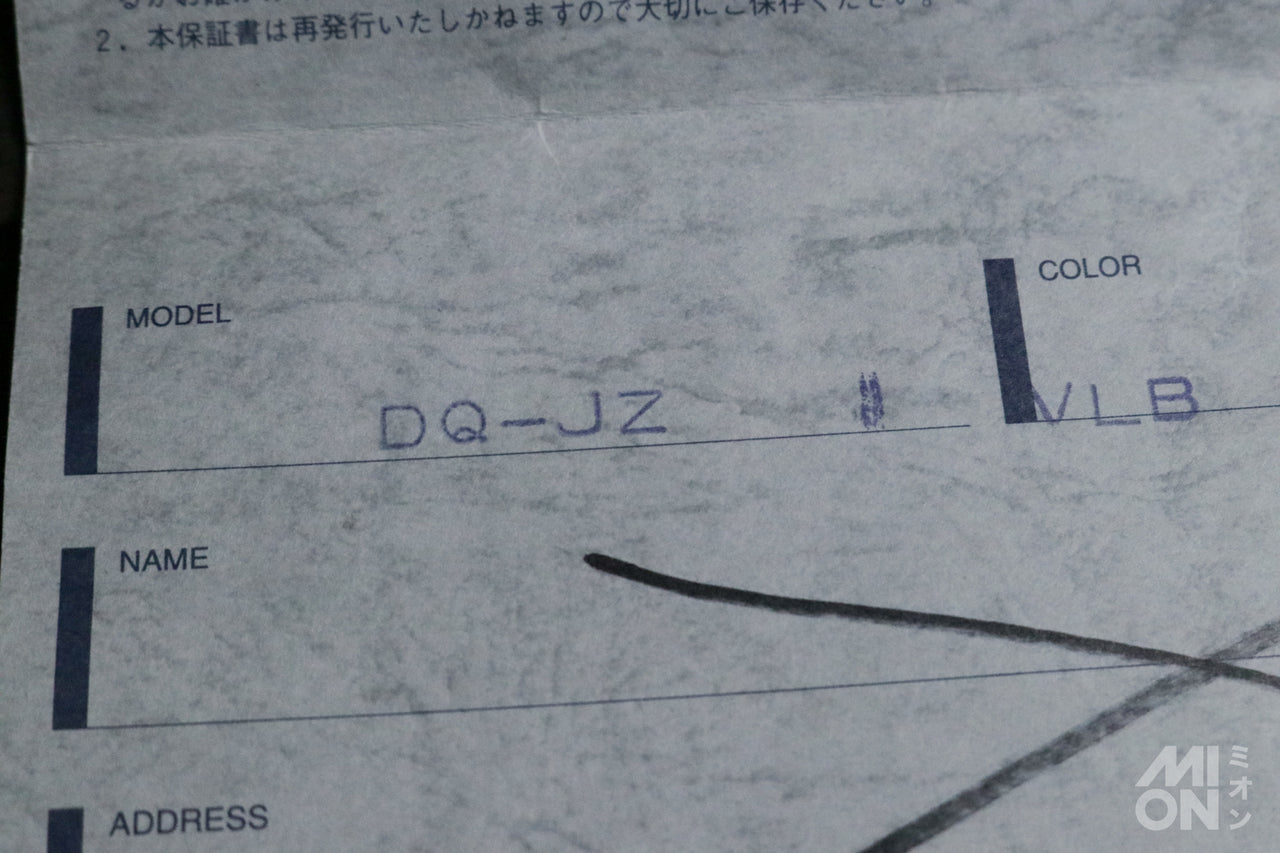 2. 本保証書は再発行いたしかねますので大切にご保存ください。
MODEL
DQ-JZ
COLOR
VLB
NAME
ADDRESS
MI
ON
ミオン